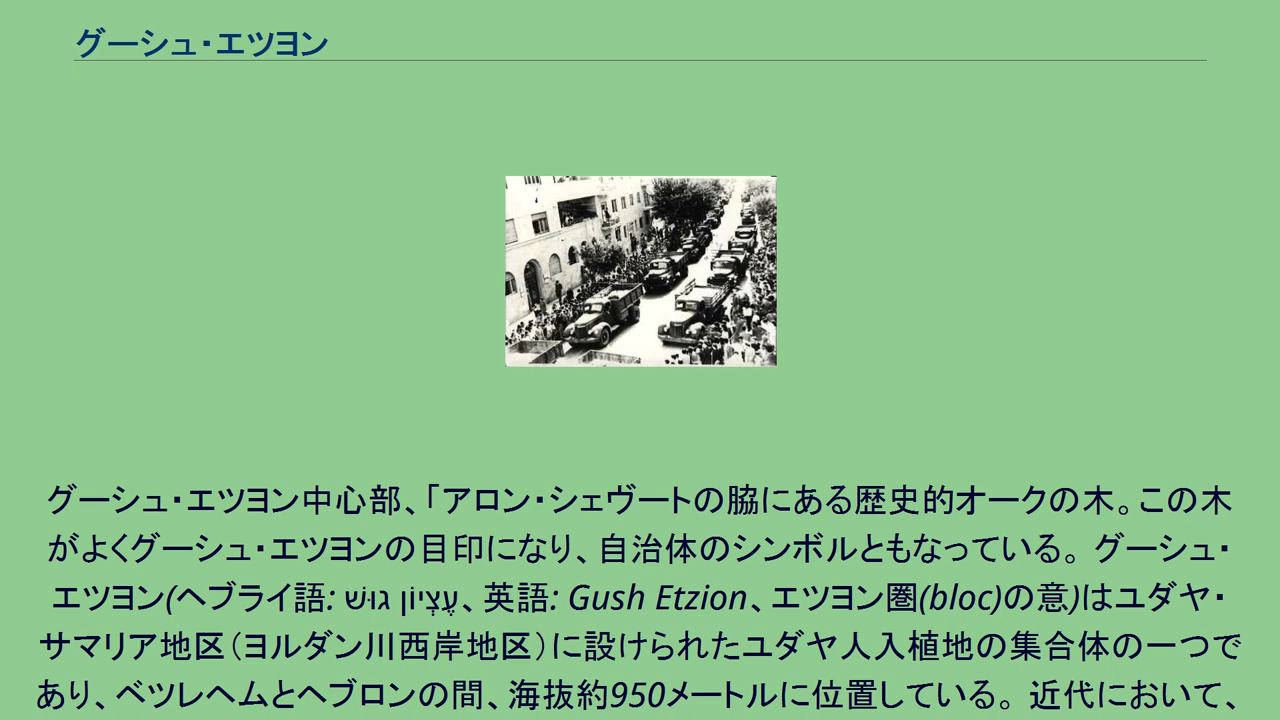 グーシュ・エツヨン
グーシュ・エツヨン中心部、「アロン・シェヴートの脇にある歴史的オークの木。この木
がよくグーシュ・エツヨンの目印になり、自治体のシンボルともなっている。グーシュ・
エツヨン(ヘブライ語: גּוּשׁ עֶצְיוֹן、英語: Gush Etzion、エツヨン圏(bloc)の意)はユダヤ・
サマリア地区（ヨルダン川西岸地区）に設けられたユダヤ人入植地の集合体の一つで
あり、ベツレヘムとヘブロンの間、海抜約950メートルに位置している。近代において、